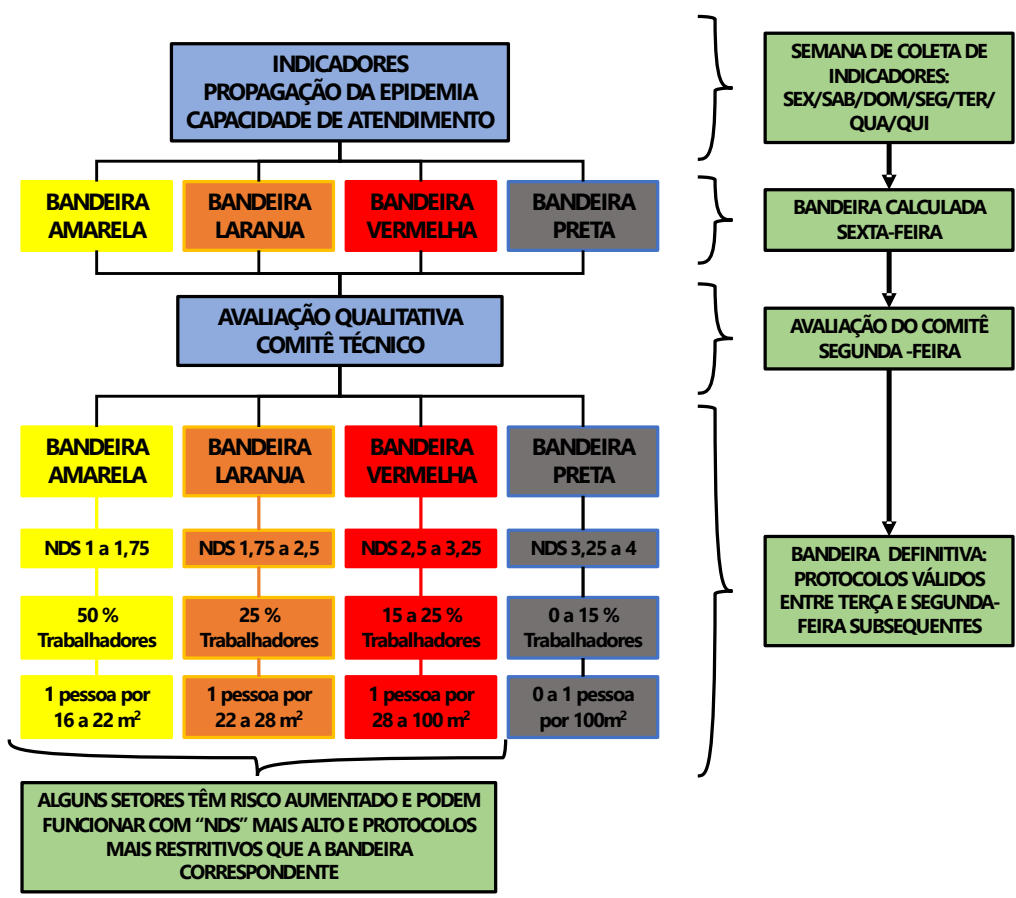 INDICADORES
PROPAGAÇÃO DA EPIDEMIA
CAPACIDADE DE ATENDIMENTO
SEMANA DE COLETA DE
INDICADORES:
SEX/SAB/DOM/SEG/TER/
QUA/QUI
BANDEIRA
AMARELA
BANDEIRA
LARANJA
BANDEIRA
VERMELHA
BANDEIRA
PRETA
BANDEIRA CALCULADA
SEXTA-FEIRA
AVALIAÇÃO QUALITATIVA
COMITÊ TÉCNICO
AVALIAÇÃO DO COMITÊ
SEGUNDA -FEIRA
BANDEIRA
AMARELA
BANDEIRA
LARANJA
BANDEIRA
VERMELHA
BANDEIRA
PRETA
NDS 1 a 1,75
NDS 1,75 a 2,5
NDS 2,5 a 3,25
NDS 3,25 a 4
BANDEIRA DEFINITIVA:
PROTOCOLOS VÁLIDOS
ENTRE TERÇA E SEGUNDA-
FEIRA SUBSEQUENTES
50 %
Trabalhadores
25 %
Trabalhadores
15 a 25 %
Trabalhadores
0 a 15 %
Trabalhadores
1 pessoa por
16 a 22 m²
1 pessoa por
22 a 28 m²
1 pessoa por
28 a 100 m²
0 a 1 pessoa
por 100m²
ALGUNS SETORES TÊM RISCO AUMENTADO E PODEM
FUNCIONAR COM “NDS” MAIS ALTO E PROTOCOLOS
MAIS RESTRITIVOS QUE A BANDEIRA
CORRESPONDENTE